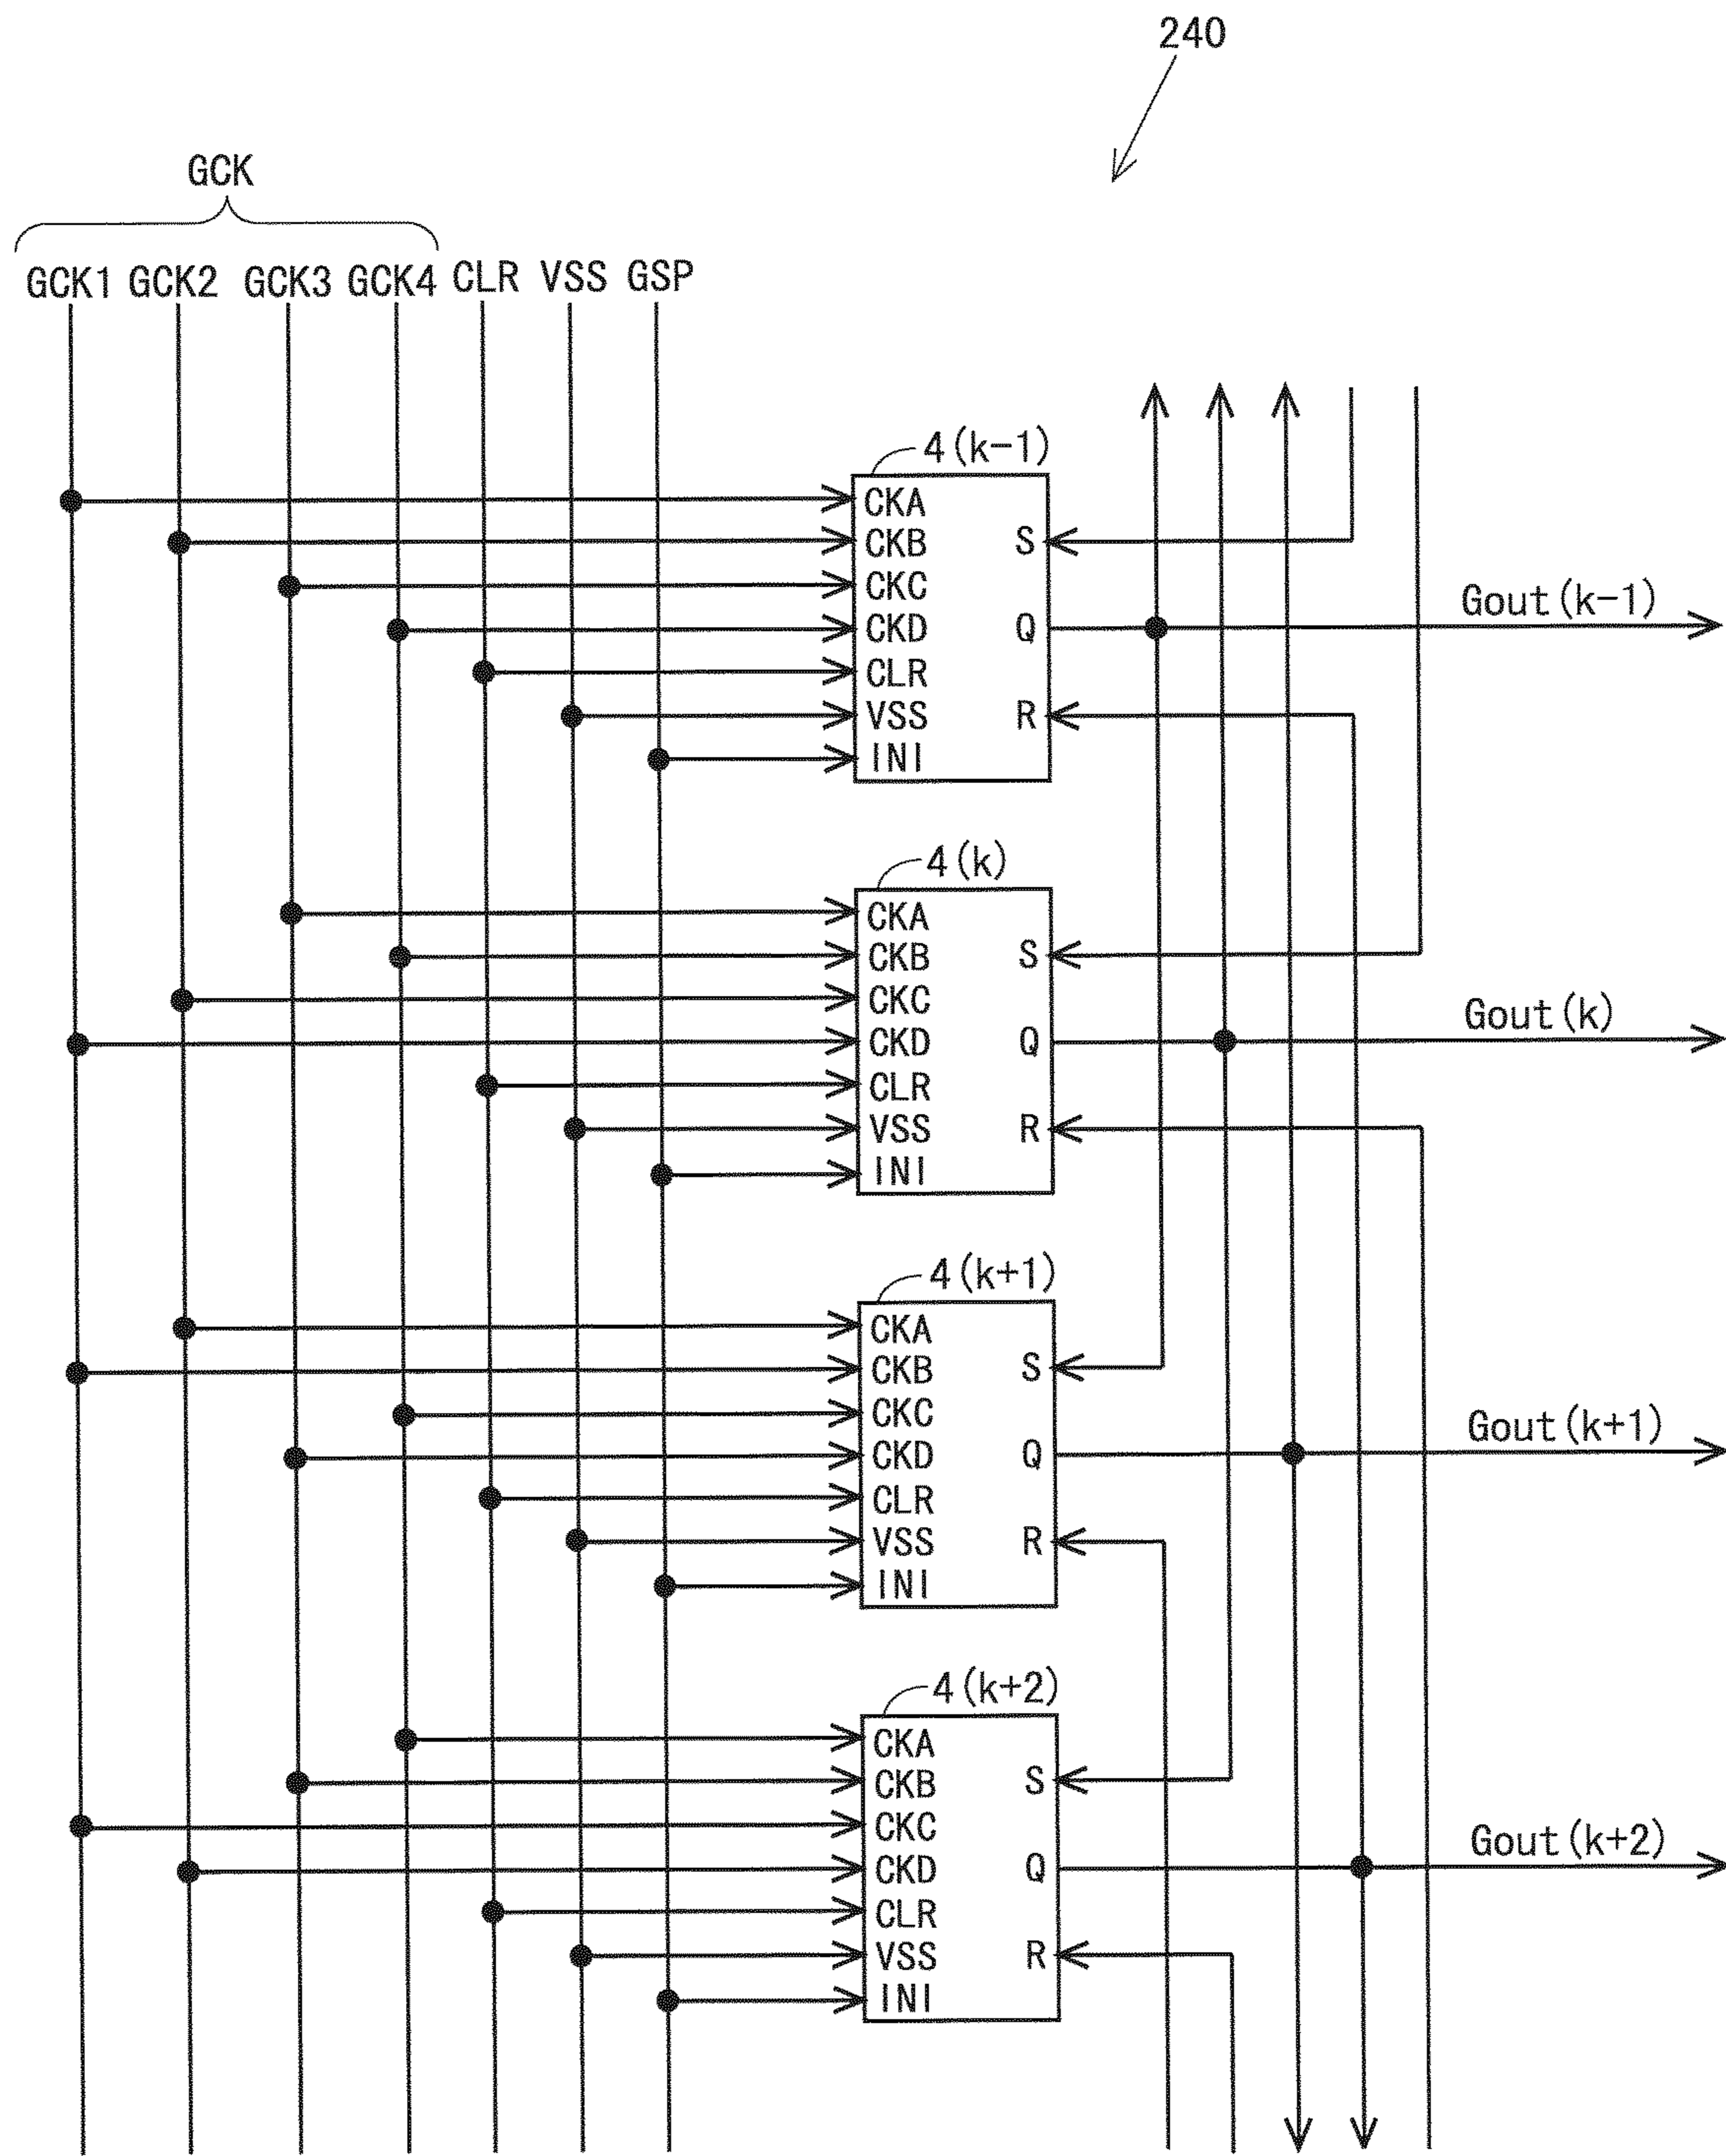 240
GCK
GCK1 GCK2 GCK3 GCK4 CLR VSS GSP
4(k-1)
CKA
CKB S
CKC
CKD Q Gout(k-1)
CLR
VSS R
INI
4(k)
CKA
CKB S
CKC
CKD Q Gout(k)
CLR
VSS R
INI
4(k+1)
CKA
CKB S
CKC
CKD Q Gout(k+1)
CLR
VSS R
INI
4(k+2)
CKA
CKB S
CKC
CKD Q Gout(k+2)
CLR
VSS R
INI